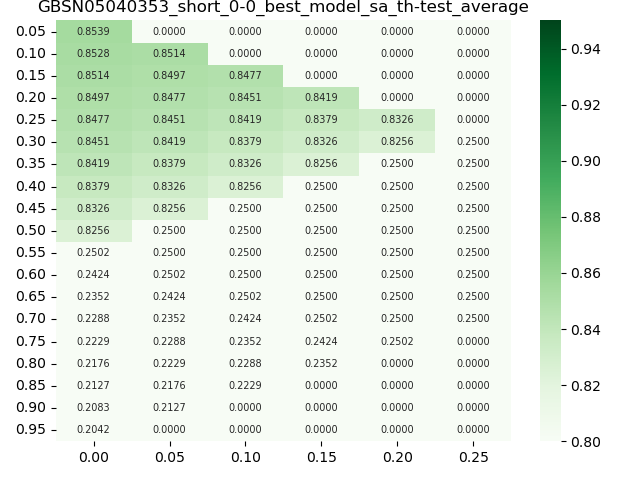 GBSN05040353_short_0-0_best_model_sa_th-test_average
0.05 0.8539 0.0000 0.0000 0.0000 0.0000 0.0000
0.10 0.8528 0.8514 0.0000 0.0000 0.0000 0.0000
0.15 0.8514 0.8497 0.8477 0.0000 0.0000 0.0000
0.20 0.8497 0.8477 0.8451 0.8419 0.0000 0.0000
0.25 0.8477 0.8451 0.8419 0.8379 0.8326 0.0000
0.30 0.8451 0.8419 0.8379 0.8326 0.8256 0.2500
0.35 0.8419 0.8379 0.8326 0.8256 0.2500 0.2500
0.40 0.8379 0.8326 0.8256 0.2500 0.2500 0.2500
0.45 0.8326 0.8256 0.2500 0.2500 0.2500 0.2500
0.50 0.8256 0.2500 0.2500 0.2500 0.2500 0.2500
0.55 0.2502 0.2500 0.2500 0.2500 0.2500 0.2500
0.60 0.2424 0.2502 0.2500 0.2500 0.2500 0.2500
0.65 0.2352 0.2424 0.2502 0.2500 0.2500 0.2500
0.70 0.2288 0.2352 0.2424 0.2502 0.2500 0.2500
0.75 0.2229 0.2288 0.2352 0.2424 0.2502 0.0000
0.80 0.2176 0.2229 0.2288 0.2352 0.0000 0.0000
0.85 0.2127 0.2176 0.2229 0.0000 0.0000 0.0000
0.90 0.2083 0.2127 0.0000 0.0000 0.0000 0.0000
0.95 0.2042 0.0000 0.0000 0.0000 0.0000 0.0000
0.00 0.05 0.10 0.15 0.20 0.25
0.94
0.92
0.90
0.88
0.86
0.84
0.82
0.80